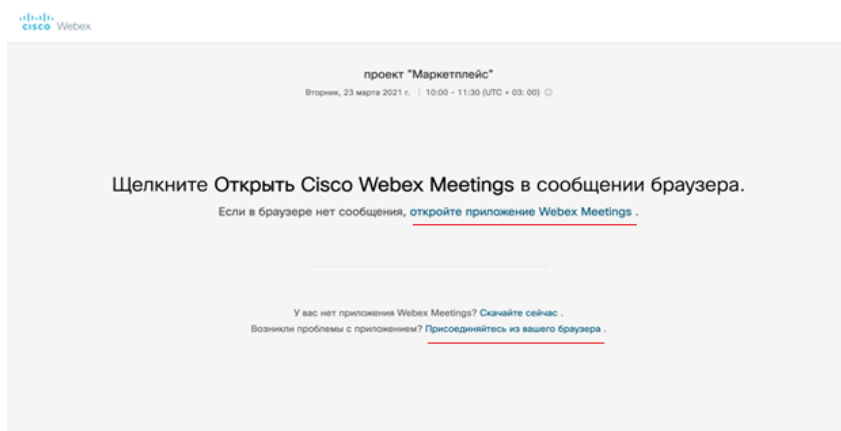 cisco Webex
проект "Маркетплейс"
Вторник, 23 марта 2021 г. | 10:00 - 11:30 (UTC + 03: 00)
Щелкните Открыть Cisco Webex Meetings в сообщении браузера.
Если в браузере нет сообщения, откройте приложение Webex Meetings .
У вас нет приложения Webex Meetings? Скачайте сейчас .
Возникли проблемы с приложением? Присоединяйтесь из вашего браузера .